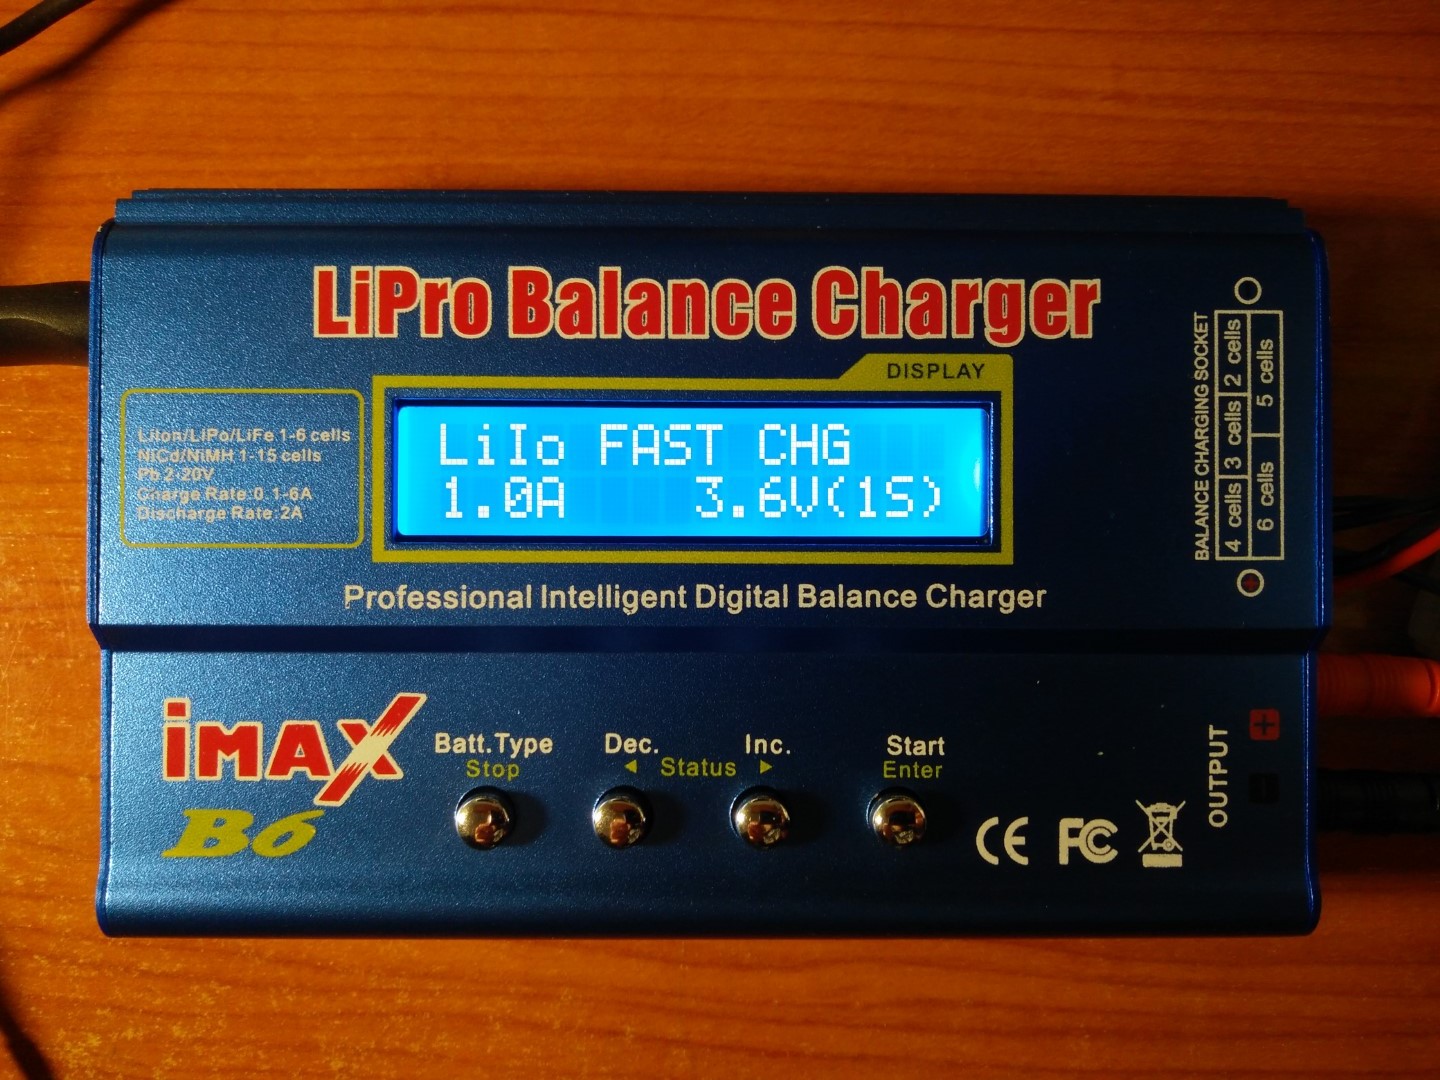 LiPro Balance Charger
DISPLAY
LiIo FAST CHG
1.0A 3.6V(1S)
LiIon/LiPo/LiFe 1-6 cells
NiCd/NiMH 1-15 cells
Pb 2-20V
Charge Rate:0.1-6A
Discharge Rate:2A
BALANCE CHARGING SOCKET
4 cells 3 cells 2 cells
6 cells 5 cells
Professional Intelligent Digital Balance Charger
iMAX
B6
Batt.Type Dec. Inc. Start
Stop ◄ Status ► Enter
CE FC
OUTPUT
+
-